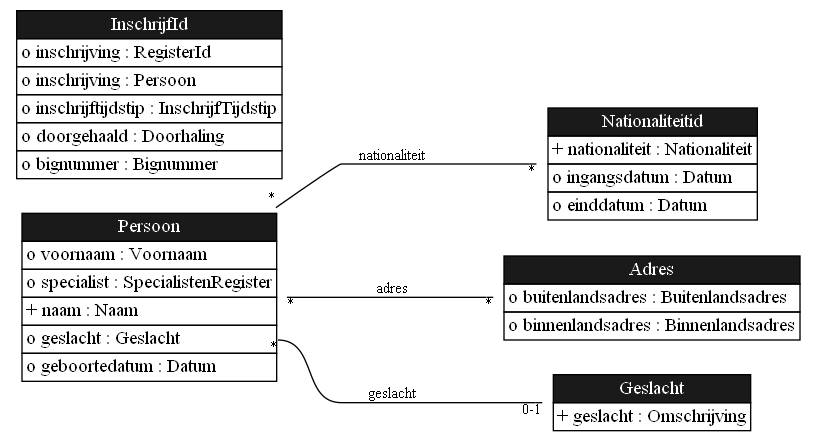 InschrijfId
o inschrijving : RegisterId
o inschrijving : Persoon
o inschrijftijdstip : InschrijfTijdstip
o doorgehaald : Doorhaling
o bignummer : Bignummer
Nationaliteitid
+ nationaliteit : Nationaliteit
o ingangsdatum : Datum
o einddatum : Datum
nationaliteit
*
*
Persoon
o voornaam : Voornaam
o specialist : SpecialistenRegister
+ naam : Naam
o geslacht : Geslacht
o geboortedatum : Datum
adres
*
*
Adres
o buitenlandsadres : Buitenlandsadres
o binnenlandsadres : Binnenlandsadres
*
geslacht
0-1
Geslacht
+ geslacht : Omschrijving